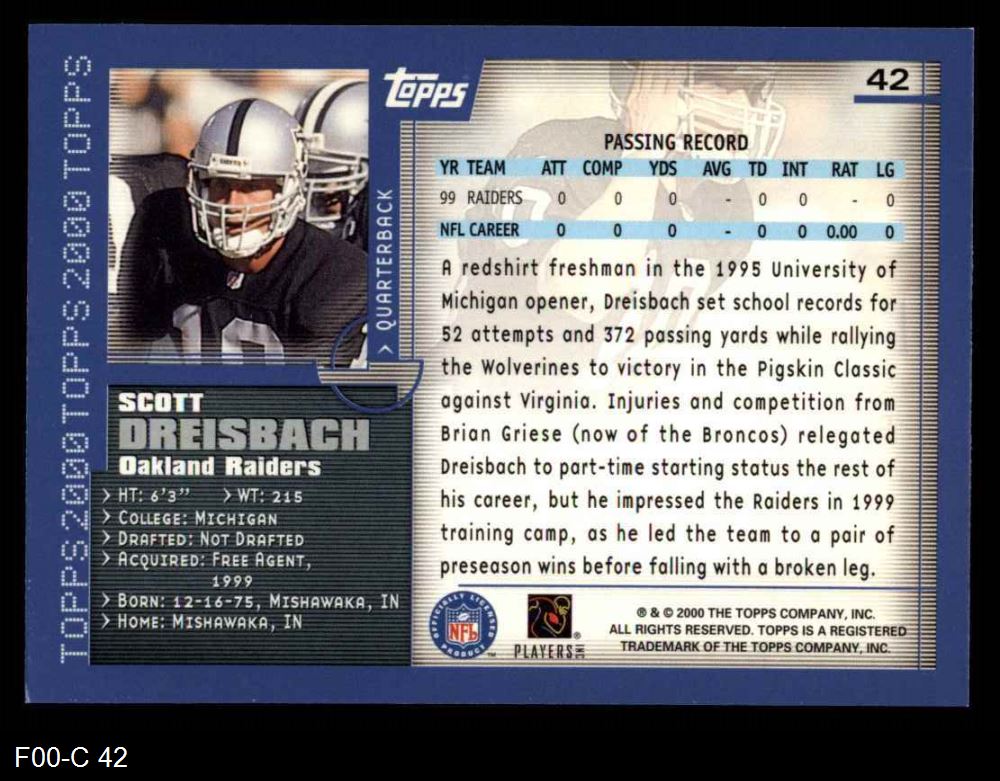 TOPPS2000TOPPS2000TOPPS2000TOPPS
Topps
42
QUARTERBACK
SCOTT
DREISBACH
Oakland Raiders
> HT: 6'3" > WT: 215
> COLLEGE: MICHIGAN
> DRAFTED: NOT DRAFTED
> ACQUIRED: FREE AGENT,
1999
> BORN: 12-16-75, MISHAWAKA, IN
> HOME: MISHAWAKA, IN
PASSING RECORD
YR TEAM ATT COMP YDS AVG TD INT RAT LG
99 RAIDERS 0 0 0 - 0 0 - 0
NFL CAREER 0 0 0 - 0 0 0.00 0
A redshirt freshman in the 1995 University of
Michigan opener, Dreisbach set school records for
52 attempts and 372 passing yards while rallying
the Wolverines to victory in the Pigskin Classic
against Virginia. Injuries and competition from
Brian Griese (now of the Broncos) relegated
Dreisbach to part-time starting status the rest of
his career, but he impressed the Raiders in 1999
training camp, as he led the team to a pair of
preseason wins before falling with a broken leg.
OFFICIALLY LICENSED
NFL
PRODUCT
™
PLAYERS INC
® & © 2000 THE TOPPS COMPANY, INC.
ALL RIGHTS RESERVED. TOPPS IS A REGISTERED
TRADEMARK OF THE TOPPS COMPANY, INC.
F00-C 42